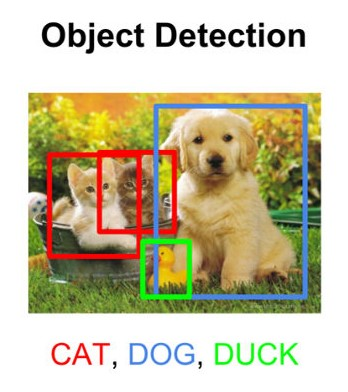 Object Detection
CAT, DOG, DUCK